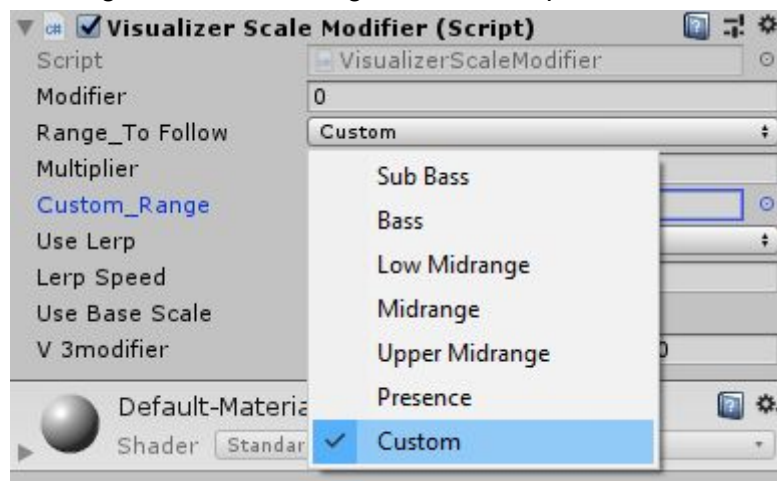 Visualizer Scale Modifier (Script)
Script VisualizerScaleModifier
Modifier 0
Range_To Follow Custom
Multiplier
Sub Bass
Custom_Range
Bass
Use Lerp
Low Midrange
Lerp Speed
Midrange
Use Base Scale
Upper Midrange
V 3modifier 0
Presence
Default-Materia
Custom
Shader Standar